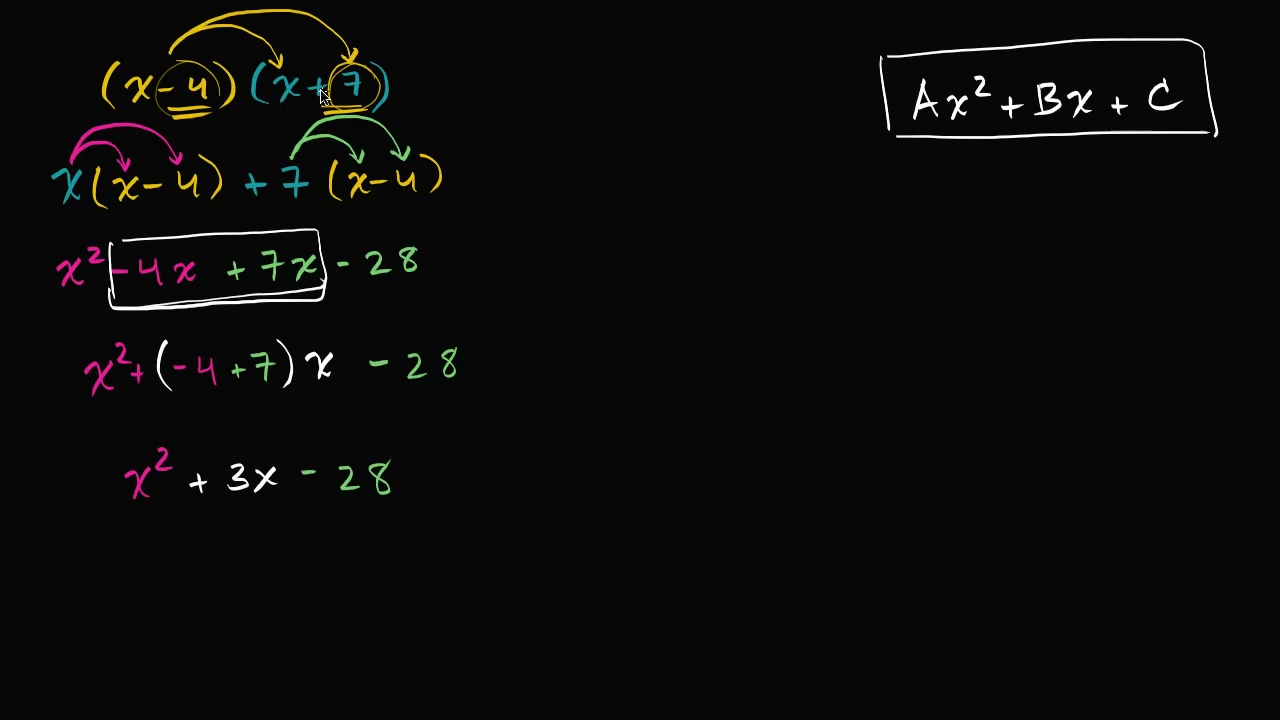 (x-4)(x+7)
Ax² + Bx + C
x(x-4) + 7(x-4)
x² -4x + 7x - 28
x² + (-4 +7)x - 28
x² + 3x - 28